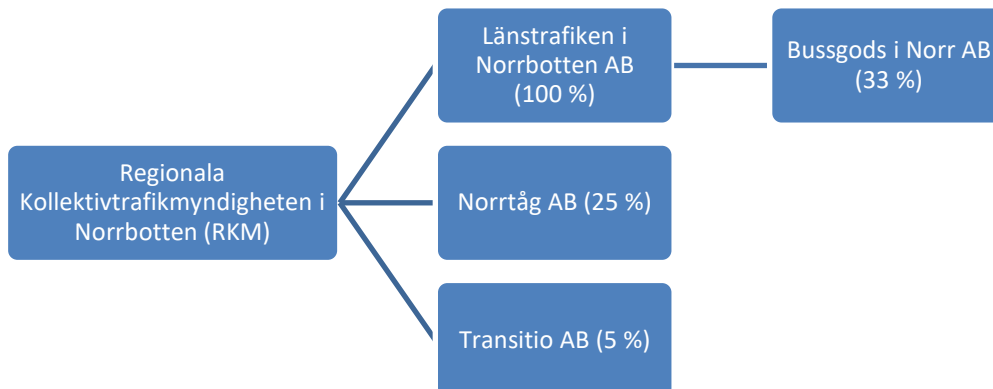 Länstrafiken i
Norrbotten AB
(100 %)
Bussgods i Norr AB
(33 %)
Regionala
Kollektivtrafikmyndigheten i
Norrbotten (RKM)
Norrtåg AB (25 %)
Transitio AB (5 %)